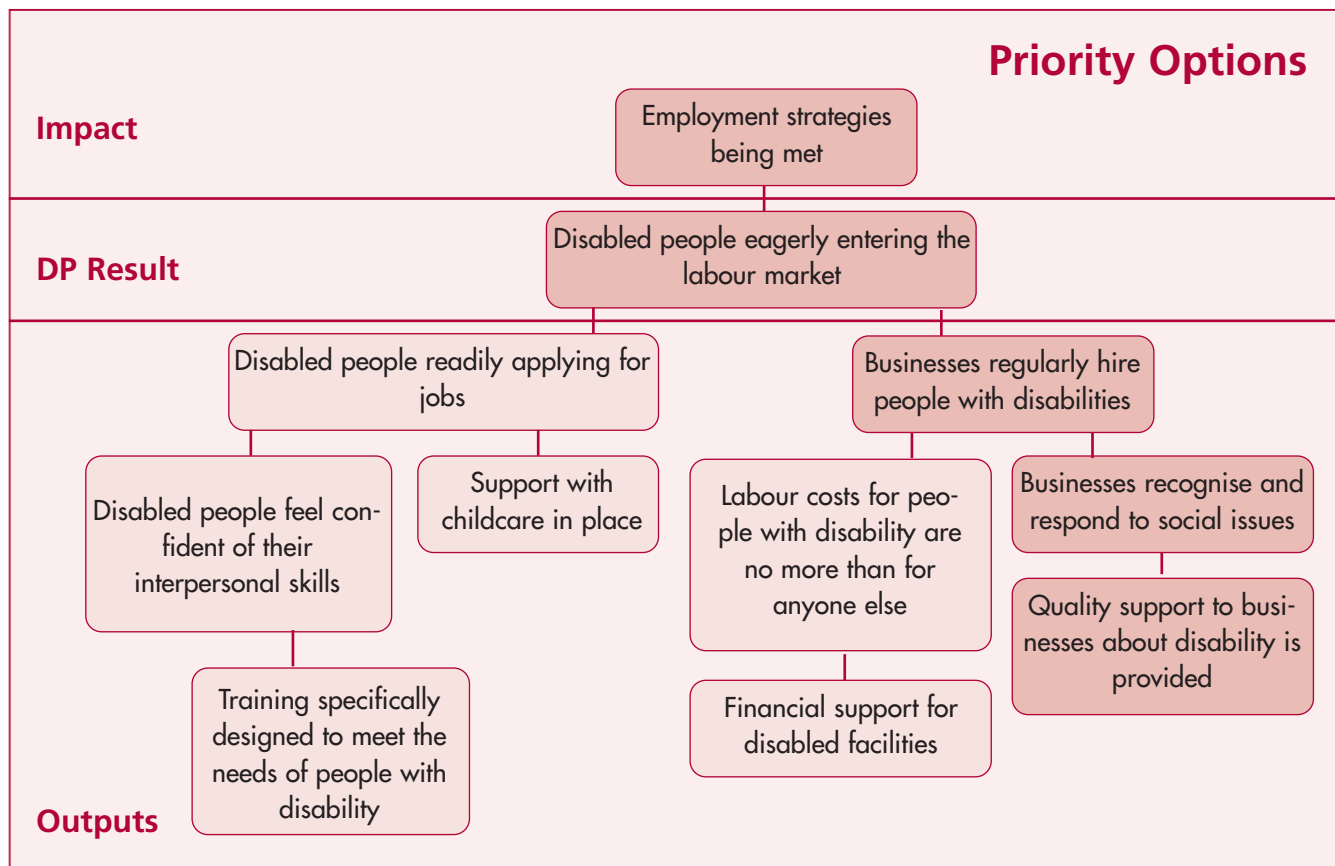 Priority Options
Impact
Employment strategies
being met
DP Result
Disabled people eagerly entering the
labour market
Disabled people readily applying for
jobs
Businesses regularly hire
people with disabilities
Disabled people feel con-
fident of their
interpersonal skills
Support with
childcare in place
Labour costs for peo-
ple with disability are
no more than for
anyone else
Businesses recognise and
respond to social issues
Quality support to busi-
nesses about disability is
provided
Training specifically
designed to meet the
needs of people with
disability
Financial support for
disabled facilities
Outputs